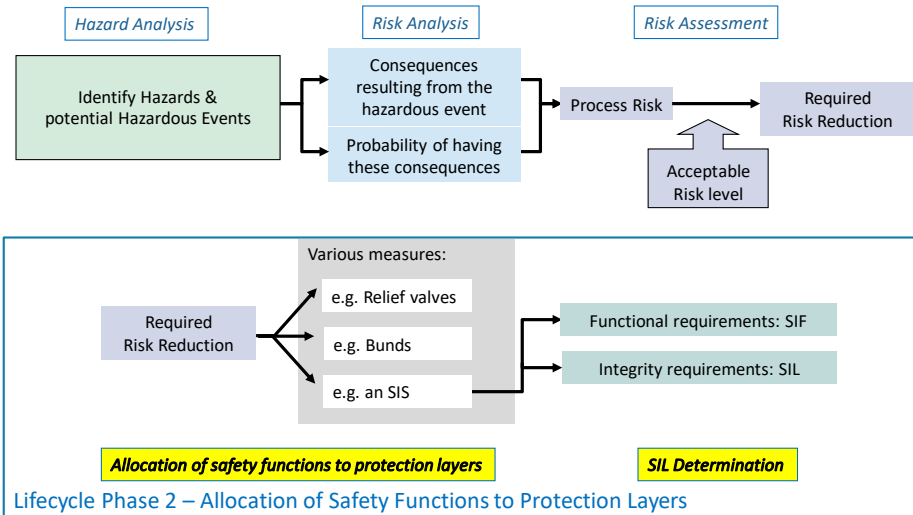 Hazard Analysis
Risk Analysis
Risk Assessment
Identify Hazards &
potential Hazardous Events
Consequences
resulting from the
hazardous event
Probability of having
these consequences
Process Risk
Required
Risk Reduction
Acceptable
Risk level
Various measures:
Required
Risk Reduction
e.g. Relief valves
e.g. Bunds
e.g. an SIS
Functional requirements: SIF
Integrity requirements: SIL
Allocation of safety functions to protection layers
SIL Determination
Lifecycle Phase 2 – Allocation of Safety Functions to Protection Layers